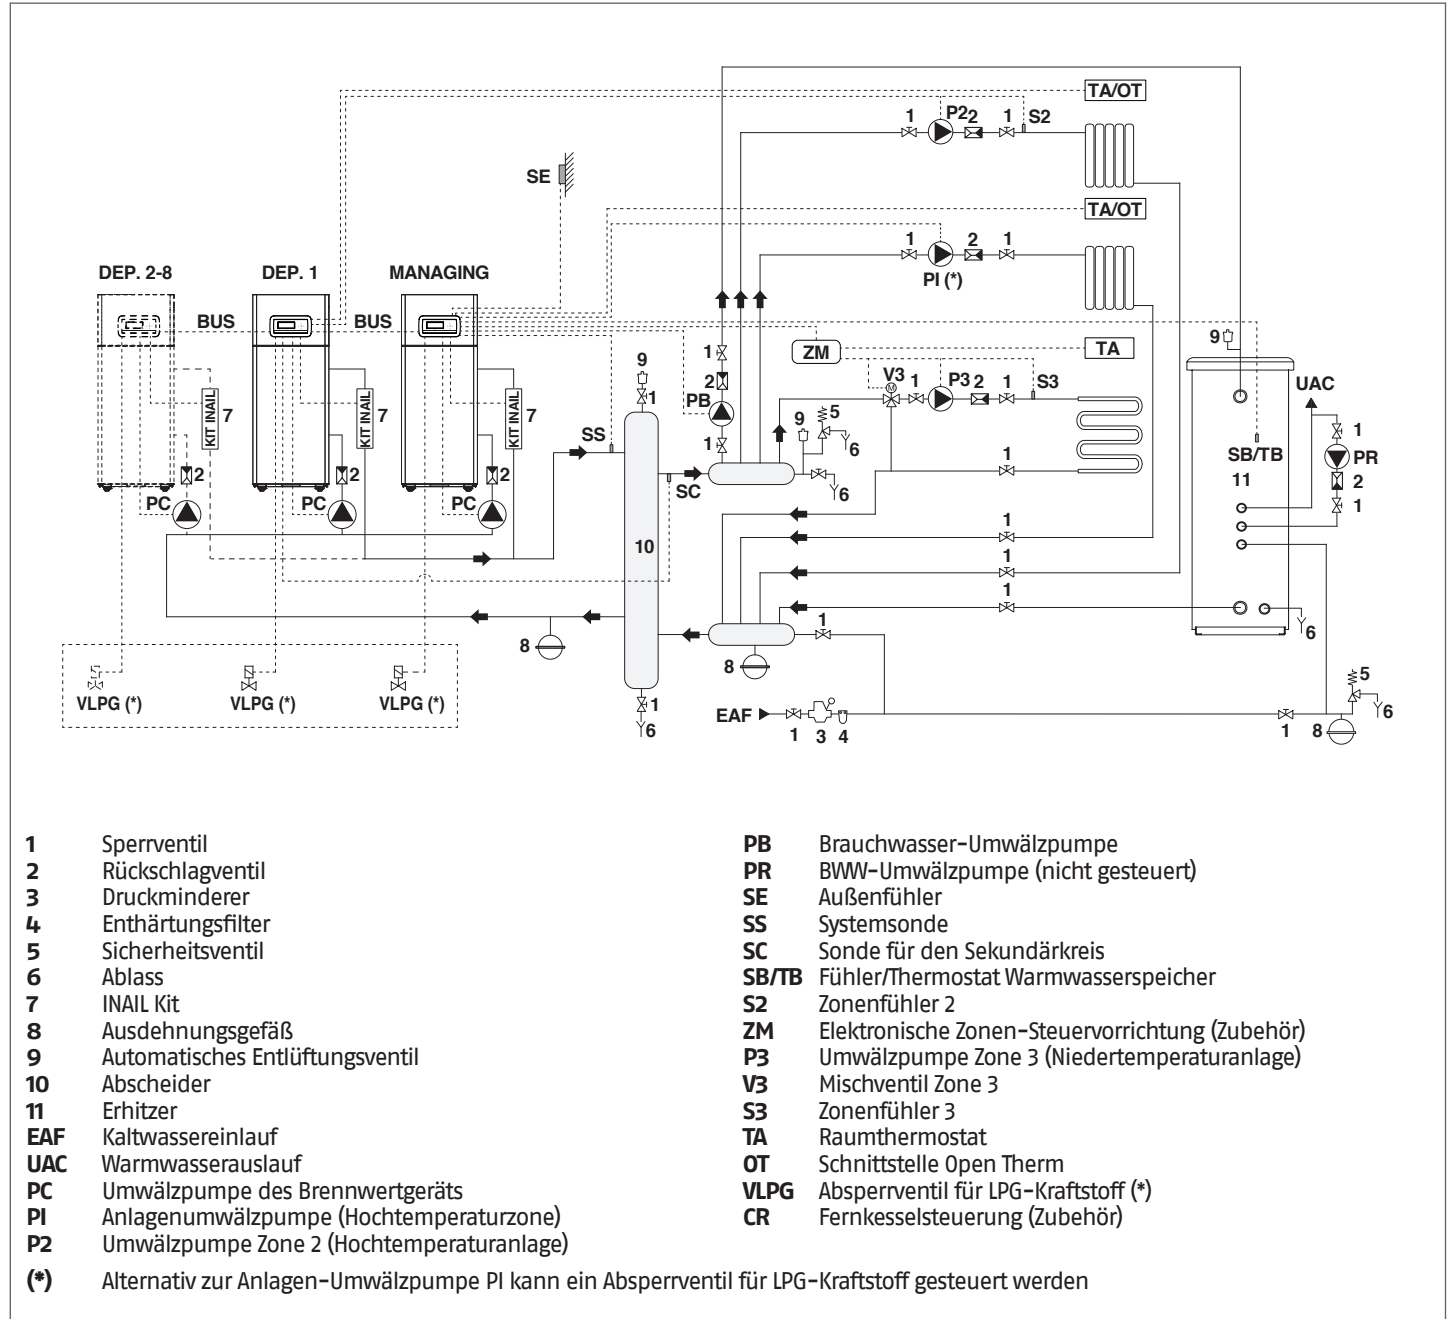 TA/OT
1 P2 2 1 S2
SE
TA/OT
1 2 1
PI (*)
DEP. 2-8 DEP. 1 MANAGING
BUS BUS
ZM TA
9
1
9
1
2
PB
1
V3 1 P3 2 1 S3
UAC
KIT INAIL 7 KIT INAIL 7 KIT INAIL 7
SS
9 5
6
1
SB/TB PR
11
2
1
2 2 2
PC PC PC
SC
6
1
10
1
1
1
1
8
8
6
VLPG (*) VLPG (*) VLPG (*)
1
6
EAF
1 3 4
1
8
5
6
1 Sperrventil
2 Rückschlagventil
3 Druckminderer
4 Enthärtungsfilter
5 Sicherheitsventil
6 Ablass
7 INAIL Kit
8 Ausdehnungsgefäß
9 Automatisches Entlüftungsventil
10 Abscheider
11 Erhitzer
EAF Kaltwassereinlauf
UAC Warmwasserauslauf
PC Umwälzpumpe des Brennwertgeräts
PI Anlagenumwälzpumpe (Hochtemperaturzone)
P2 Umwälzpumpe Zone 2 (Hochtemperaturanlage)
PB Brauchwasser-Umwälzpumpe
PR BWW-Umwälzpumpe (nicht gesteuert)
SE Außenfühler
SS Systemsonde
SC Sonde für den Sekundärkreis
SB/TB Fühler/Thermostat Warmwasserspeicher
S2 Zonenfühler 2
ZM Elektronische Zonen-Steuervorrichtung (Zubehör)
P3 Umwälzpumpe Zone 3 (Niedertemperaturanlage)
V3 Mischventil Zone 3
S3 Zonenfühler 3
TA Raumthermostat
OT Schnittstelle Open Therm
VLPG Absperrventil für LPG-Kraftstoff (*)
CR Fernkesselsteuerung (Zubehör)
(*) Alternativ zur Anlagen-Umwälzpumpe PI kann ein Absperrventil für LPG-Kraftstoff gesteuert werden